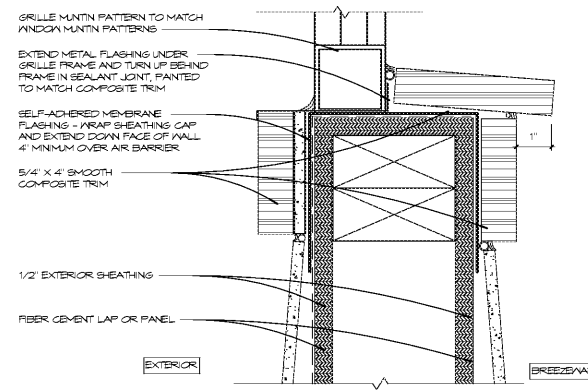 GRILLE MUNTIN PATTERN TO MATCH
WINDOW MUNTIN PATTERNS
EXTEND METAL FLASHING UNDER
GRILLE FRAME AND TURN UP BEHIND
FRAME IN SEALANT JOINT, PAINTED
TO MATCH COMPOSITE TRIM
SELF-ADHERED MEMBRANE
FLASHING - WRAP SHEATHING CAP
AND EXTEND DOWN FACE OF WALL
4" MINIMUM OVER AIR BARRIER
1"
5/4" X 4" SMOOTH
COMPOSITE TRIM
1/2" EXTERIOR SHEATHING
FIBER CEMENT LAP OR PANEL
EXTERIOR
BREEZEWA